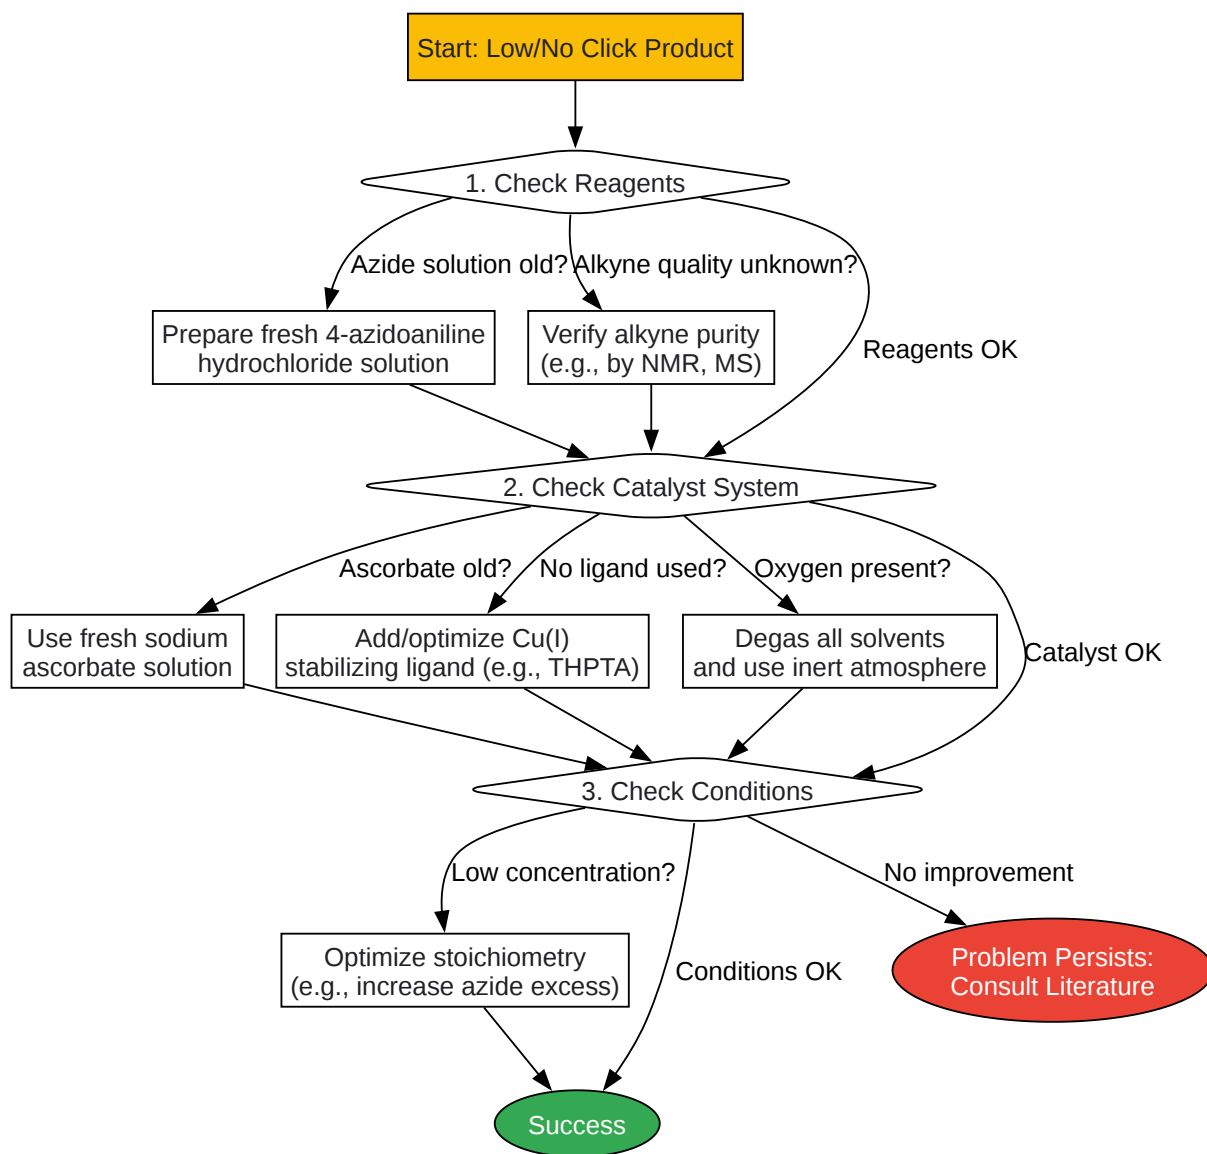 Start: Low/No Click Product
1. Check Reagents
Azide solution old?
Alkyne quality unknown?
Reagents OK
Prepare fresh 4-azidoaniline
hydrochloride solution
Verify alkyne purity
(e.g., by NMR, MS)
2. Check Catalyst System
Ascorbate old?
No ligand used?
Oxygen present?
Catalyst OK
Use fresh sodium
ascorbate solution
Add/optimize Cu(I)
stabilizing ligand (e.g., THPTA)
Degas all solvents
and use inert atmosphere
3. Check Conditions
Low concentration?
Conditions OK
No improvement
Optimize stoichiometry
(e.g., increase azide excess)
Problem Persists:
Consult Literature
Success